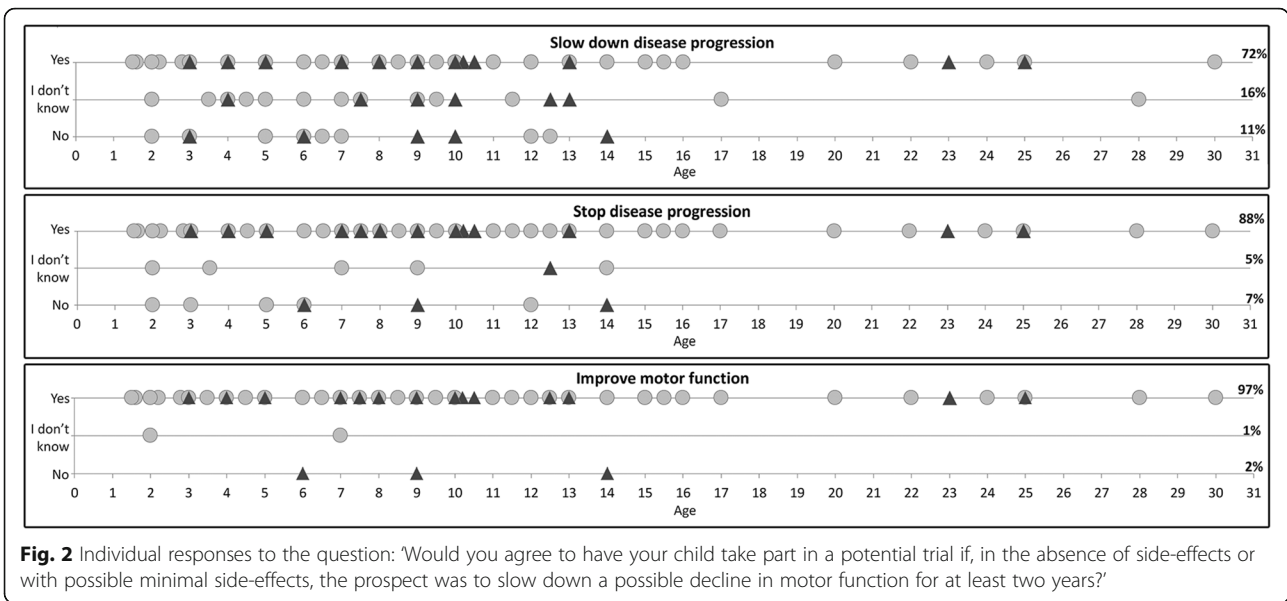 Slow down disease progression
Yes
72%
I don't
know
16%
No
11%
0 1 2 3 4 5 6 7 8 9 10 11 12 13 14 15 16 17 18 19 20 21 22 23 24 25 26 27 28 29 30 31
Age
Stop disease progression
Yes
88%
I don't
know
5%
No
7%
0 1 2 3 4 5 6 7 8 9 10 11 12 13 14 15 16 17 18 19 20 21 22 23 24 25 26 27 28 29 30 31
Age
Improve motor function
Yes
97%
I don't
know
1%
No
2%
0 1 2 3 4 5 6 7 8 9 10 11 12 13 14 15 16 17 18 19 20 21 22 23 24 25 26 27 28 29 30 31
Age
Fig. 2 Individual responses to the question: 'Would you agree to have your child take part in a potential trial if, in the absence of side-effects or
with possible minimal side-effects, the prospect was to slow down a possible decline in motor function for at least two years?'